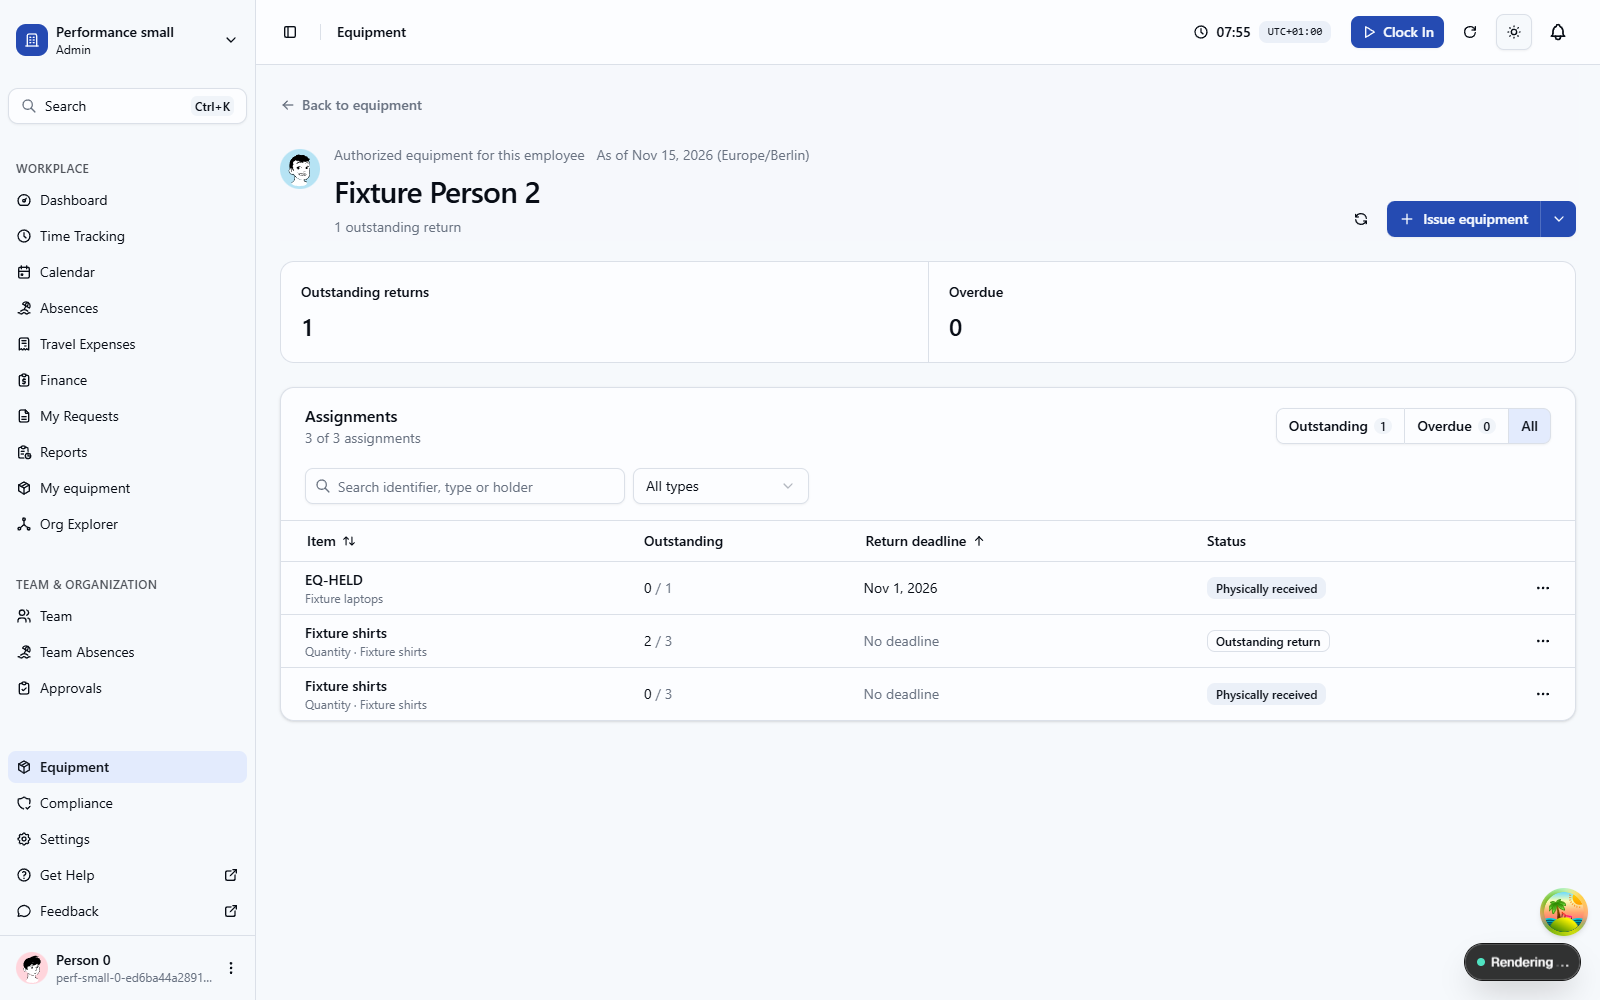 Performance small
Admin
Search
Ctrl+K
WORKPLACE
Dashboard
Time Tracking
Calendar
Absences
Travel Expenses
Finance
My Requests
Reports
My equipment
Org Explorer
TEAM & ORGANIZATION
Team
Team Absences
Approvals
Equipment
Compliance
Settings
Get Help
Feedback
Person 0
perf-small-0-ed6ba44a2891...
Equipment
07:55 UTC+01:00 Clock In
Back to equipment
Authorized equipment for this employee As of Nov 15, 2026 (Europe/Berlin)
Fixture Person 2
1 outstanding return
Issue equipment
Outstanding returns
1
Overdue
0
Assignments
3 of 3 assignments
Outstanding 1 Overdue 0 All
Search identifier, type or holder
All types
Item Outstanding Return deadline Status
EQ-HELD
Fixture laptops
0 / 1 Nov 1, 2026 Physically received
Fixture shirts
Quantity · Fixture shirts
2 / 3 No deadline Outstanding return
Fixture shirts
Quantity · Fixture shirts
0 / 3 No deadline Physically received
Rendering ...